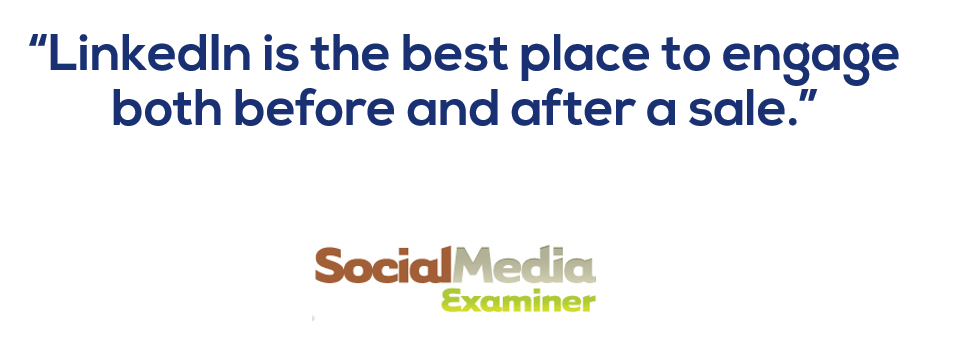 “LinkedIn is the best place to engage
both before and after a sale.”
SocialMedia
Examiner